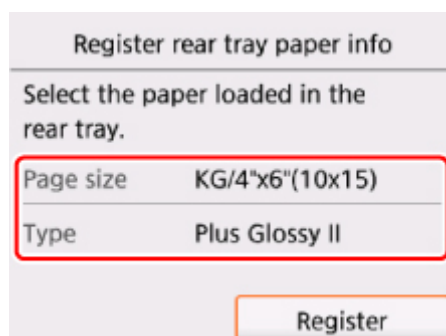 Register rear tray paper info
Select the paper loaded in the
rear tray.
Page size KG/4"x6"(10x15)
Type Plus Glossy II
Register